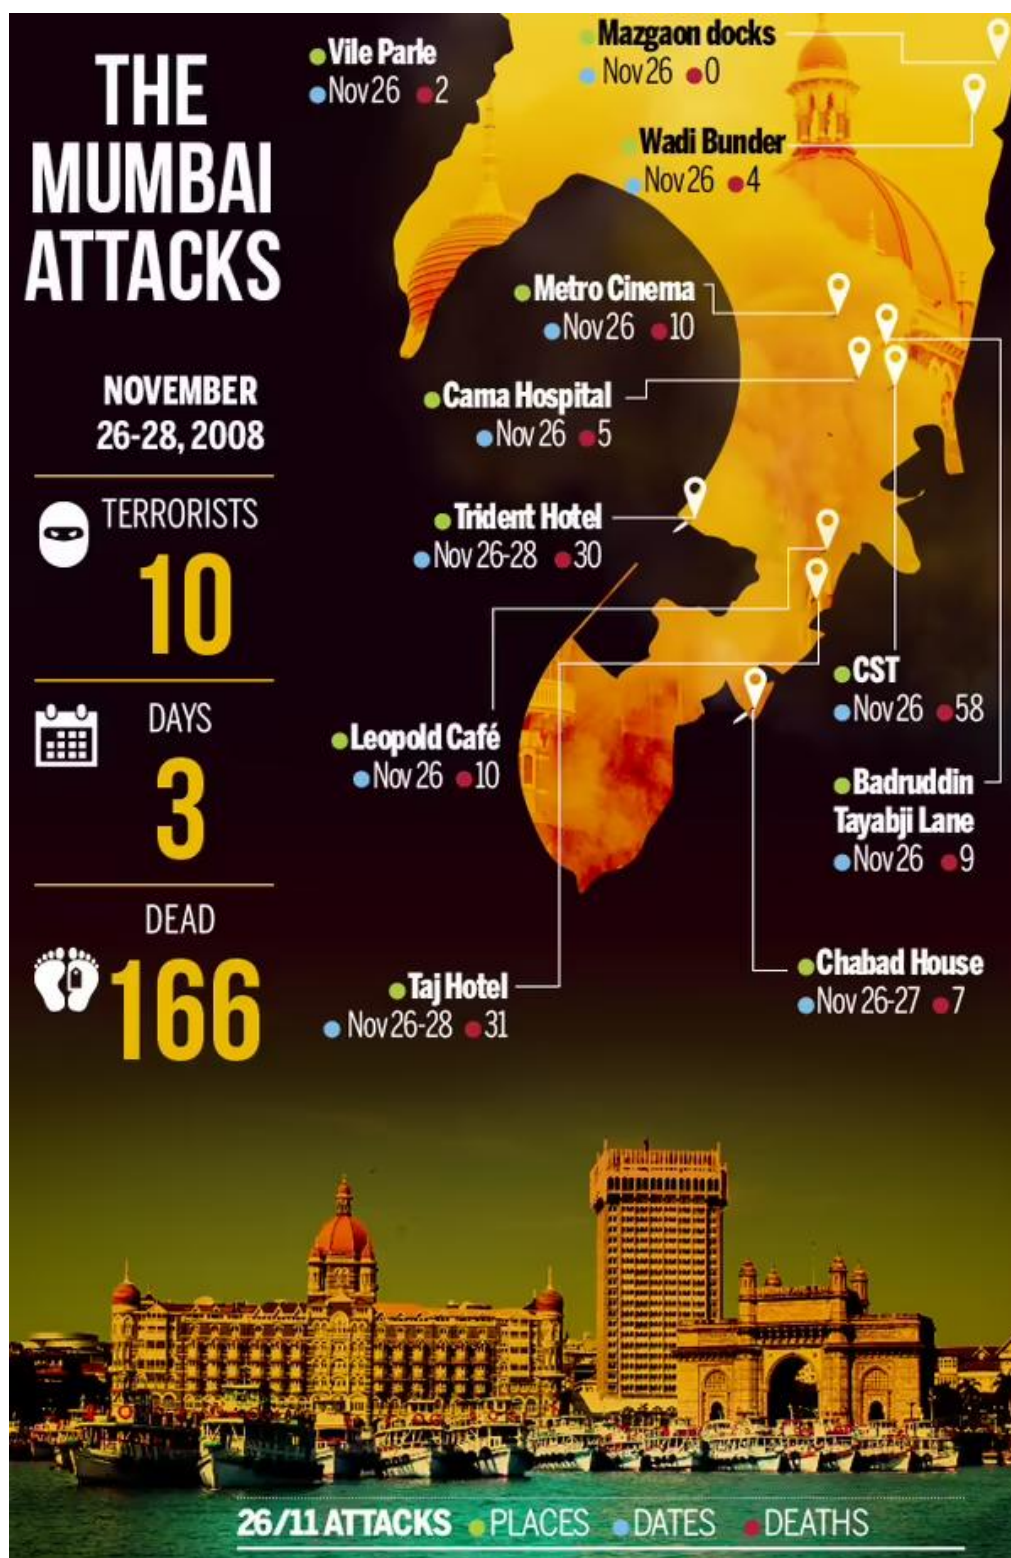 THE
MUMBAI
ATTACKS
NOVEMBER
26-28, 2008
TERRORISTS
10
DAYS
3
DEAD
166
Vile Parle
Nov 26 2
Mazgaon docks
Nov 26 0
Wadi Bunder
Nov 26 4
Metro Cinema
Nov 26 10
Cama Hospital
Nov 26 5
Trident Hotel
Nov 26-28 30
CST
Nov 26 58
Leopold Café
Nov 26 10
Badruddin
Tayabji Lane
Nov 26 9
Chabad House
Nov 26-27 7
Taj Hotel
Nov 26-28 31
26/11 ATTACKS PLACES DATES DEATHS